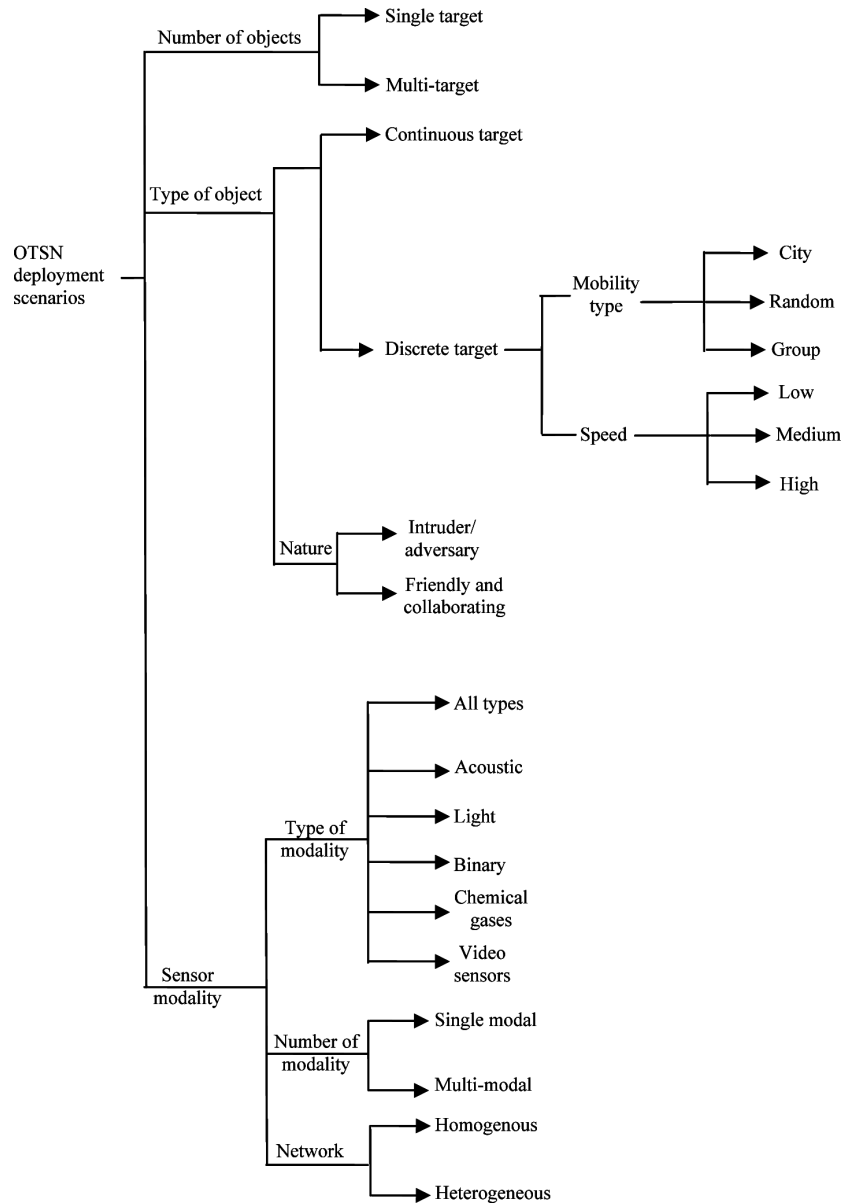 Number of objects
Single target
Multi-target
Continuous target
Type of object
OTSN
deployment
scenarios
Discrete target
Mobility
type
City
Random
Group
Speed
Low
Medium
High
Nature
Intruder/
adversary
Friendly and
collaborating
Sensor
modality
Type of
modality
All types
Acoustic
Light
Binary
Chemical
gases
Video
sensors
Number of
modality
Single modal
Multi-modal
Network
Homogenous
Heterogeneous